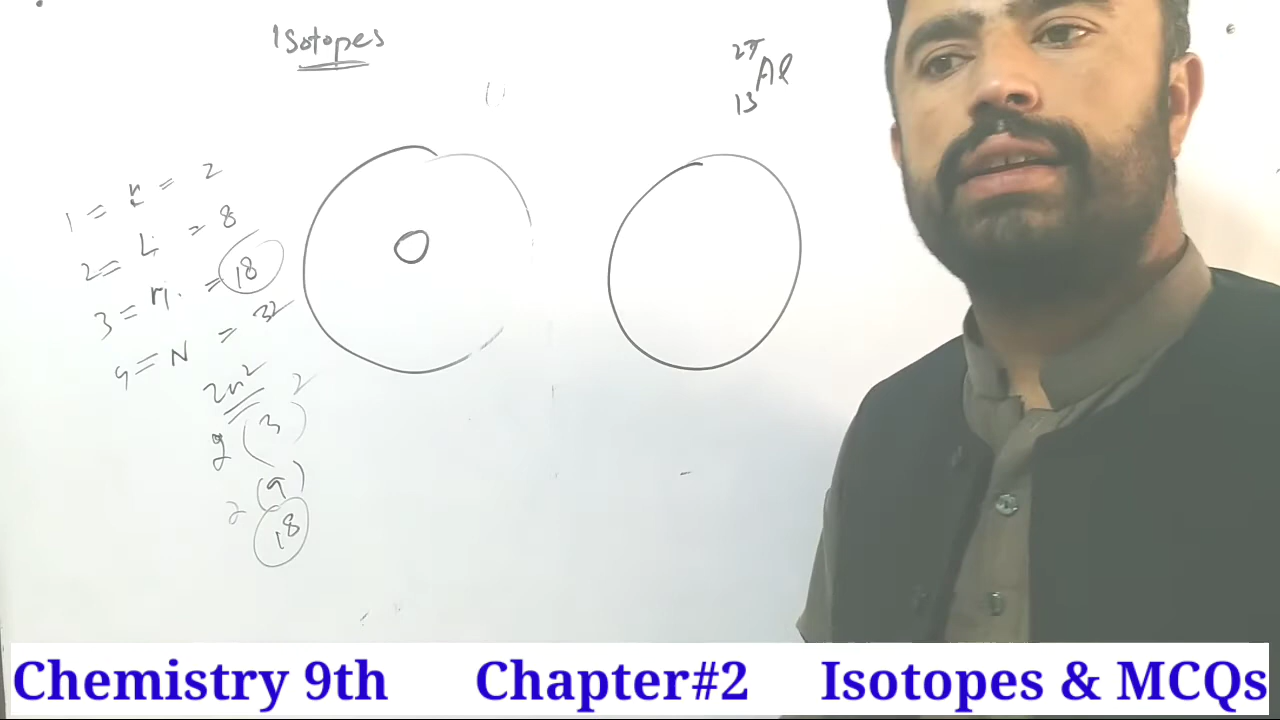 Isotopes
27
Al
13
1 = K = 2
2 = L = 8
3 = M = 18
4 = N = 32
2n²
2 (3)²
2 (9)
18
Chemistry 9th Chapter#2 Isotopes & MCQs